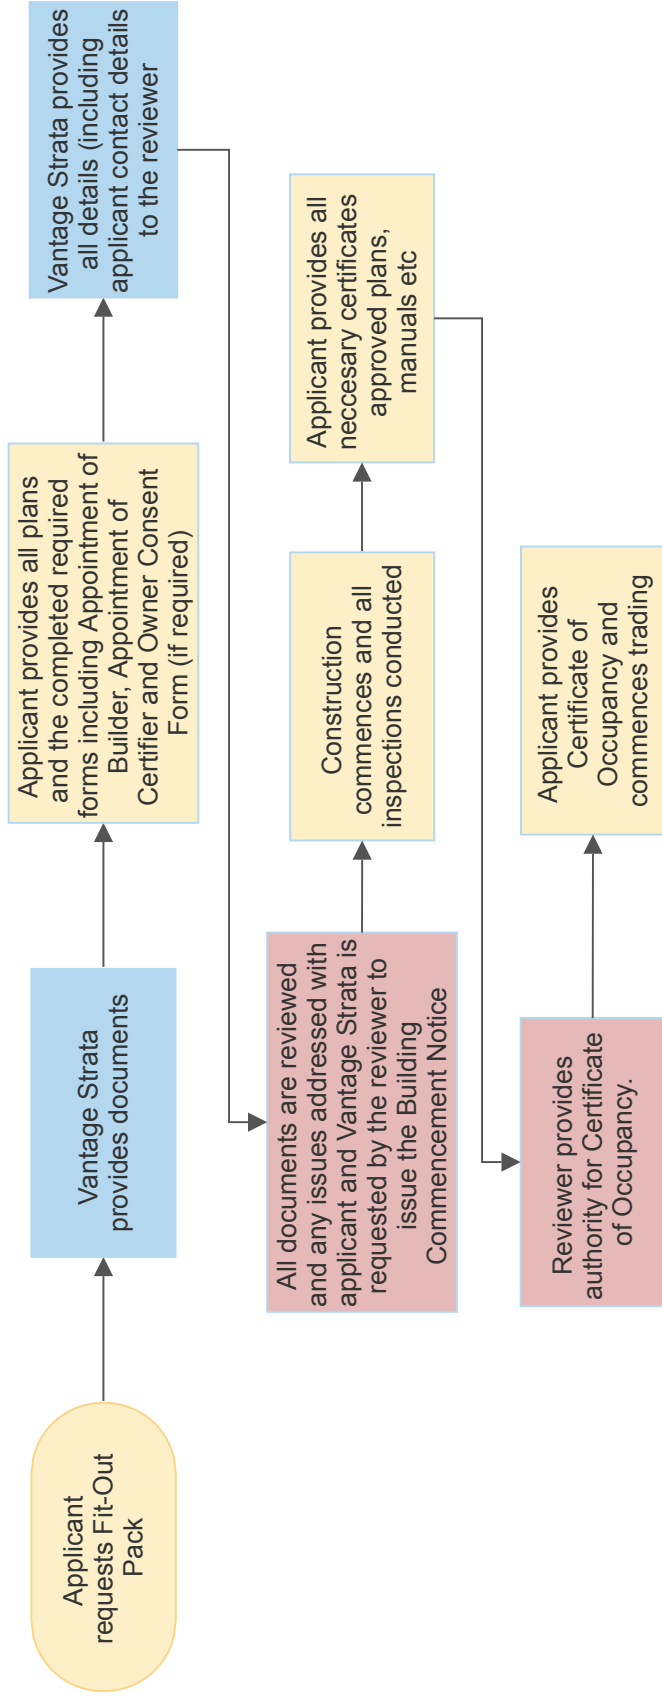 Applicant
requests Fit-Out
Pack
Vantage Strata
provides documents
Applicant provides all plans
and the completed required
forms including Appointment of
Builder, Appointment of
Certifier and Owner Consent
Form (if required)
Vantage Strata provides
all details (including
applicant contact details
to the reviewer
All documents are reviewed
and any issues addressed with
applicant and Vantage Strata is
requested by the reviewer to
issue the Building
Commencement Notice
Construction
commences and all
inspections conducted
Applicant provides all
neccesary certificates
approved plans,
manuals etc
Reviewer provides
authority for Certificate
of Occupancy.
Applicant provides
Certificate of
Occupancy and
commences trading